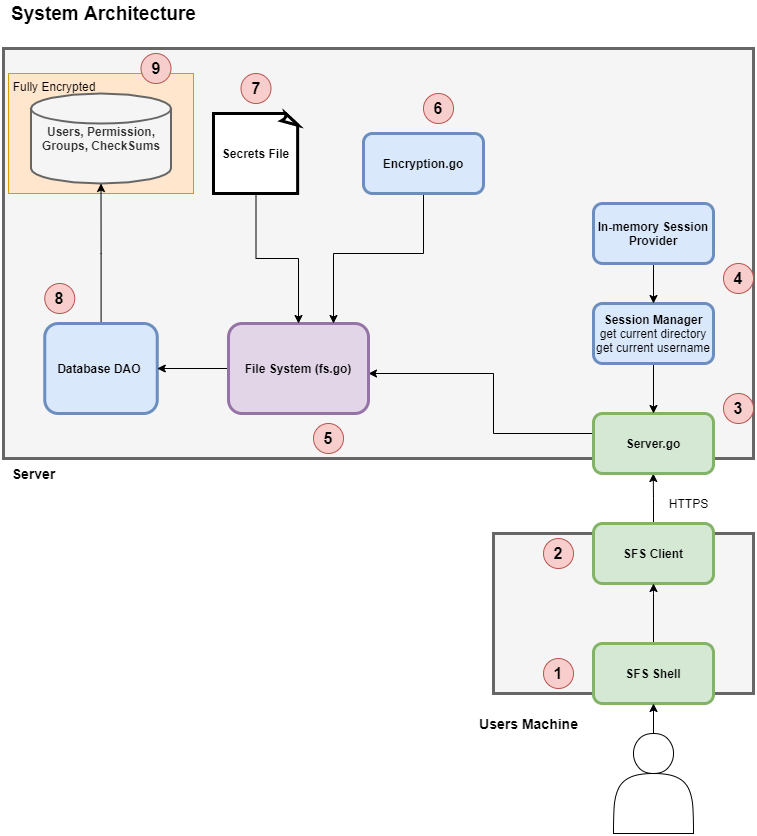 System Architecture
9
Fully Encrypted
Users, Permission,
Groups, CheckSums
7
Secrets File
6
Encryption.go
In-memory Session
Provider
4
Session Manager
get current directory
get current username
8
Database DAO
File System (fs.go)
5
3
Server.go
Server
HTTPS
2
SFS Client
1
SFS Shell
Users Machine